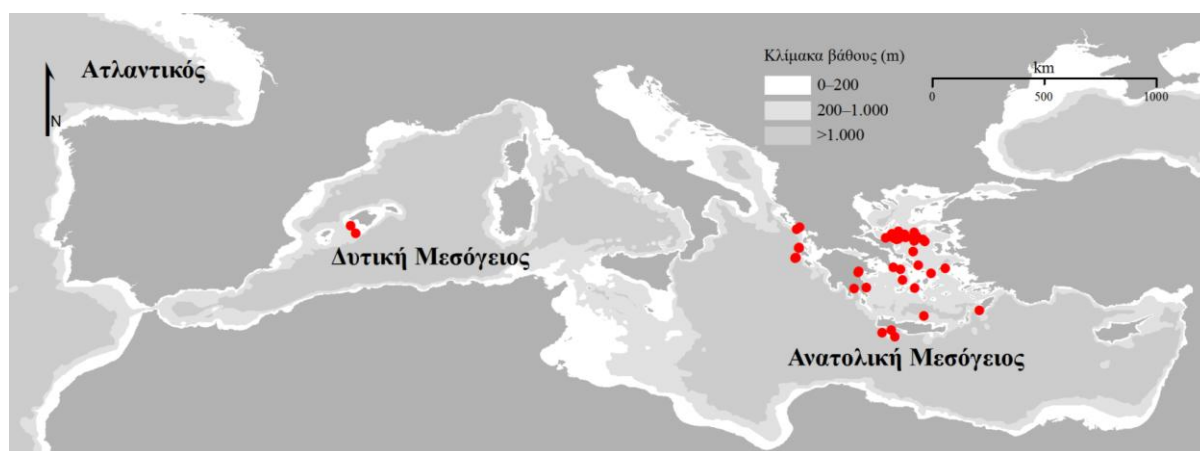 Ατλαντικός
N
Κλίμακα βάθους (m)
0–200
200–1.000
>1.000
km
0 500 1000
Δυτική Μεσόγειος
Ανατολική Μεσόγειος